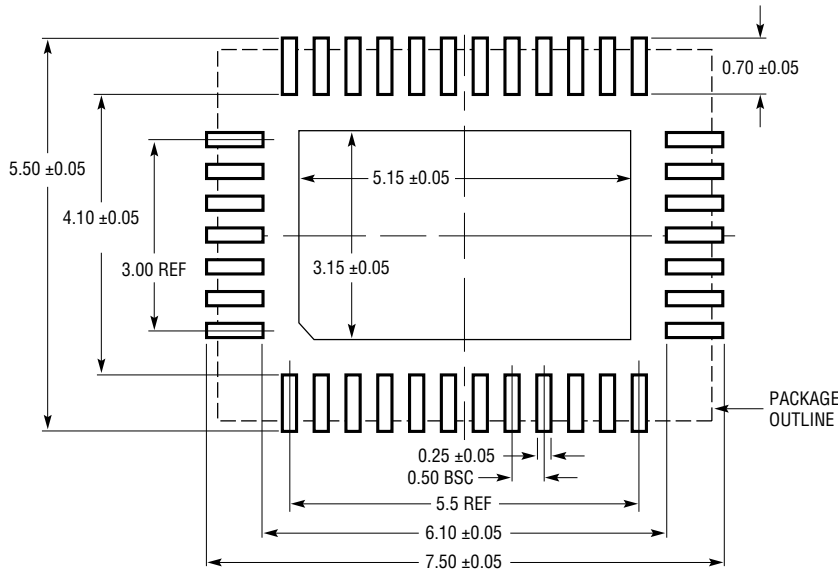 0.70 ±0.05
5.50 ±0.05
5.15 ±0.05
4.10 ±0.05
3.00 REF
3.15 ±0.05
PACKAGE
OUTLINE
0.25 ±0.05
0.50 BSC
5.5 REF
6.10 ±0.05
7.50 ±0.05